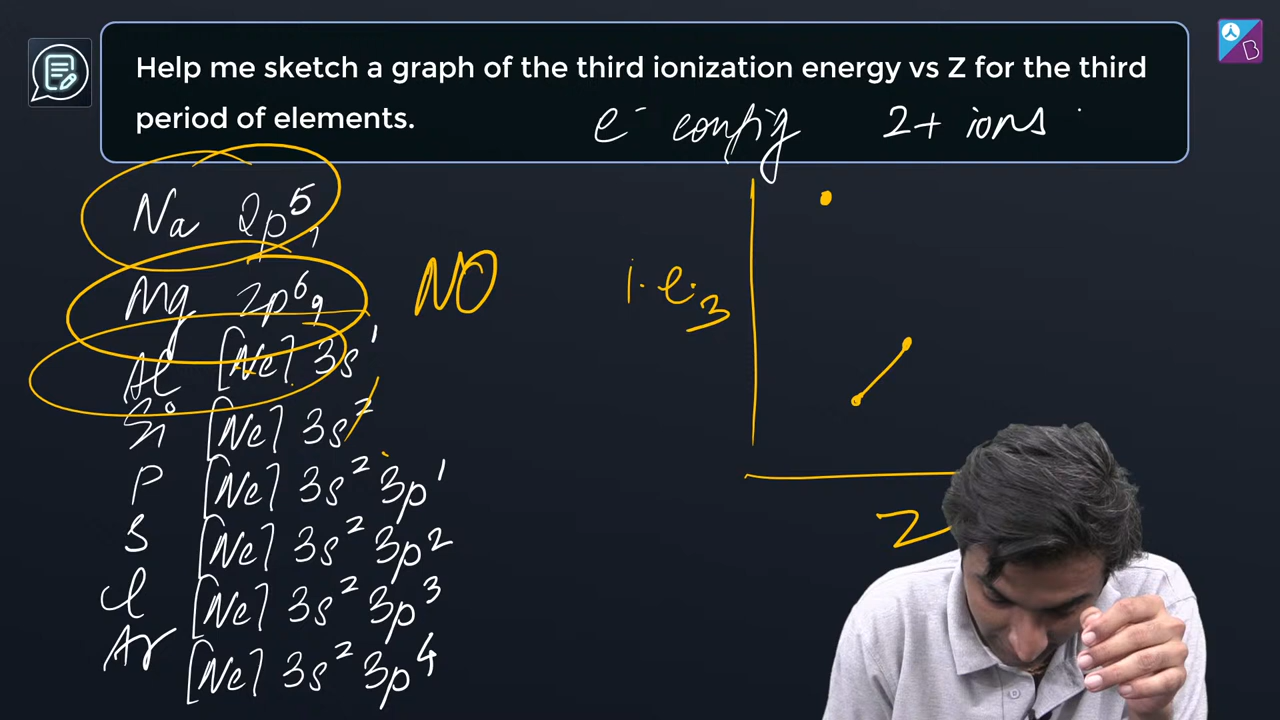 Help me sketch a graph of the third ionization energy vs Z for the third
period of elements.
e⁻ config 2+ ions
Na 2p⁵
Mg 2p⁶
NO
Al [Ne] 3s¹
Si [Ne] 3s²
P [Ne] 3s² 3p¹
S [Ne] 3s² 3p²
Cl [Ne] 3s² 3p³
Ar [Ne] 3s² 3p⁴
i.e.₃
Z
B